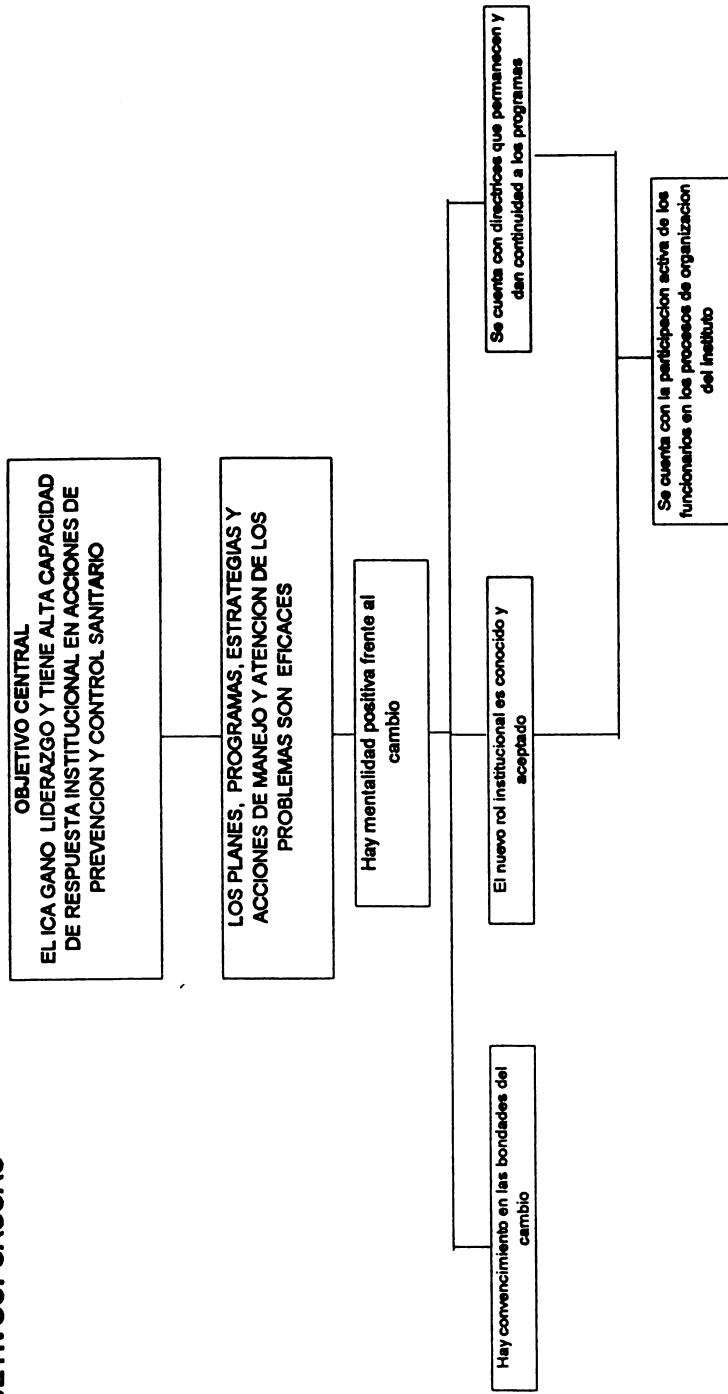 OBJETIVO CENTRAL
EL ICA GANO LIDERAZGO Y TIENE ALTA CAPACIDAD
DE RESPUESTA INSTITUCIONAL EN ACCIONES DE
PREVENCION Y CONTROL SANITARIO
LOS PLANES, PROGRAMAS, ESTRATEGIAS Y
ACCIONES DE MANEJO Y ATENCION DE LOS
PROBLEMAS SON EFICACES
Hay mentalidad positiva frente al
cambio
Hay convencimiento en las bondades del
cambio
El nuevo rol institucional es conocido y
aceptado
Se cuenta con directrices que permanecen y
dan continuidad a los programas
Se cuenta con la participacion activa de los
funcionarios en los procesos de organizacion
del Instituto